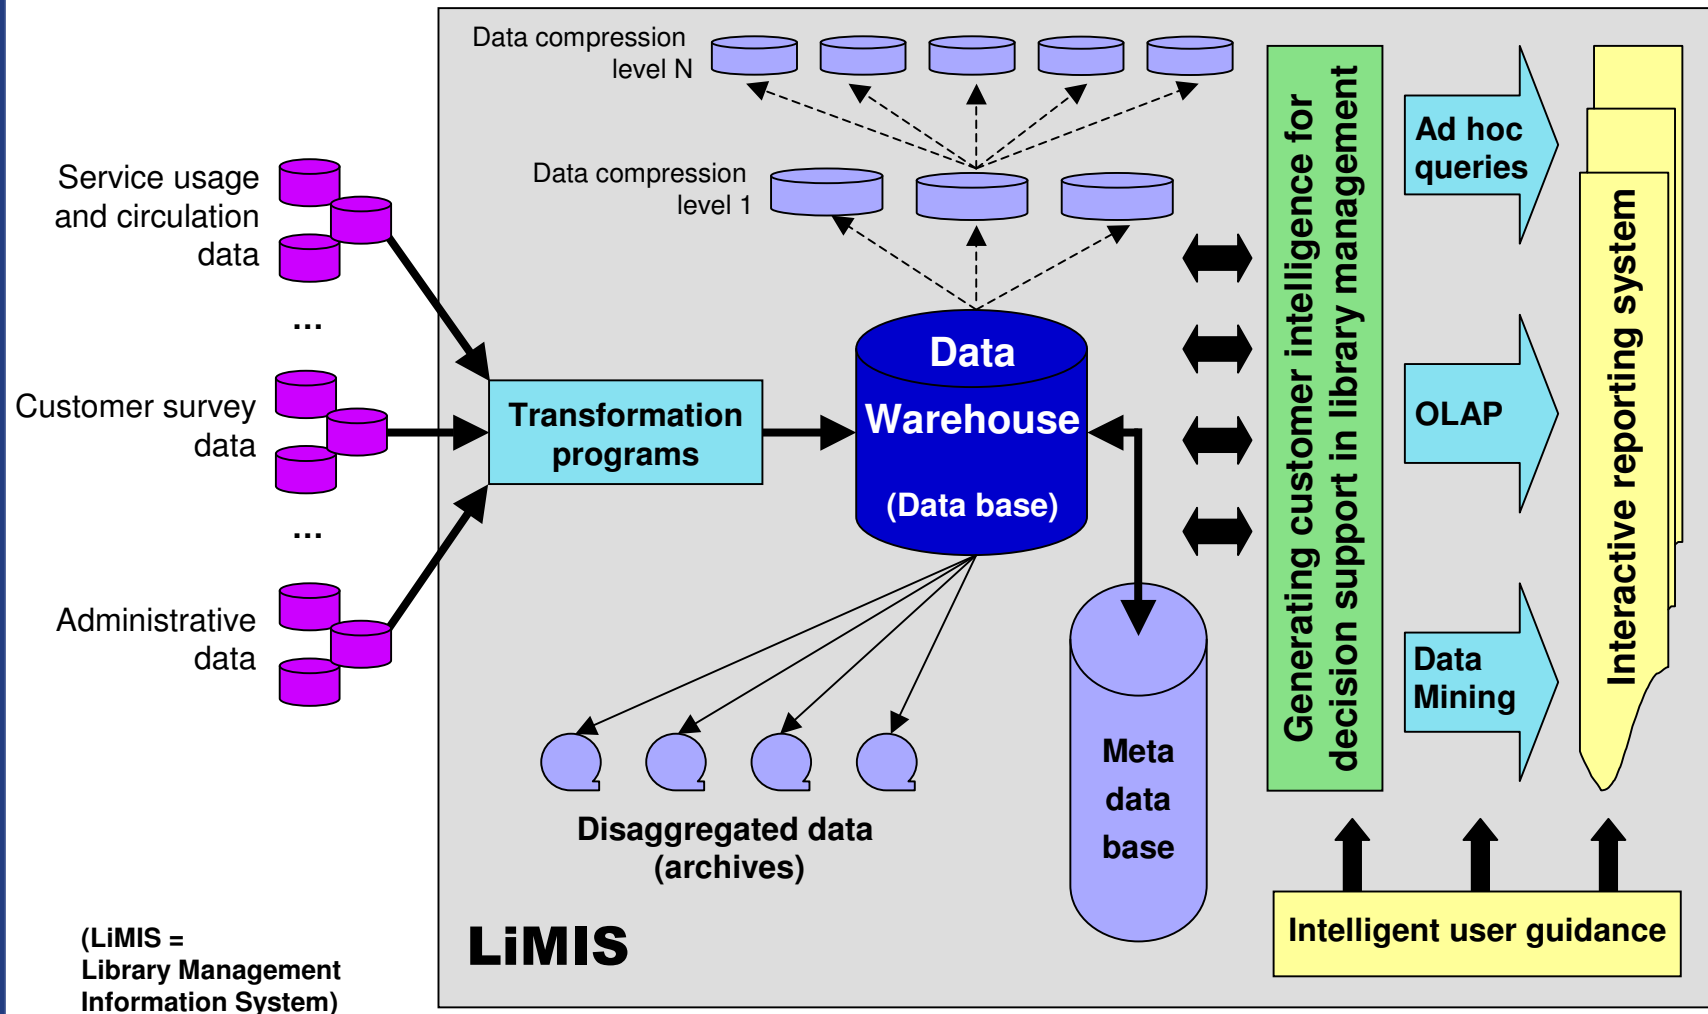 Data compression
level N
Data compression
level 1
Service usage
and circulation
data
...
Customer survey
data
...
Administrative
data
Transformation
programs
Data
Warehouse
(Data base)
Meta
data
base
Disaggregated data
(archives)
Generating customer intelligence for
decision support in library management
Ad hoc
queries
OLAP
Data
Mining
Interactive reporting system
Intelligent user guidance
LiMIS
(LiMIS =
Library Management
Information System)